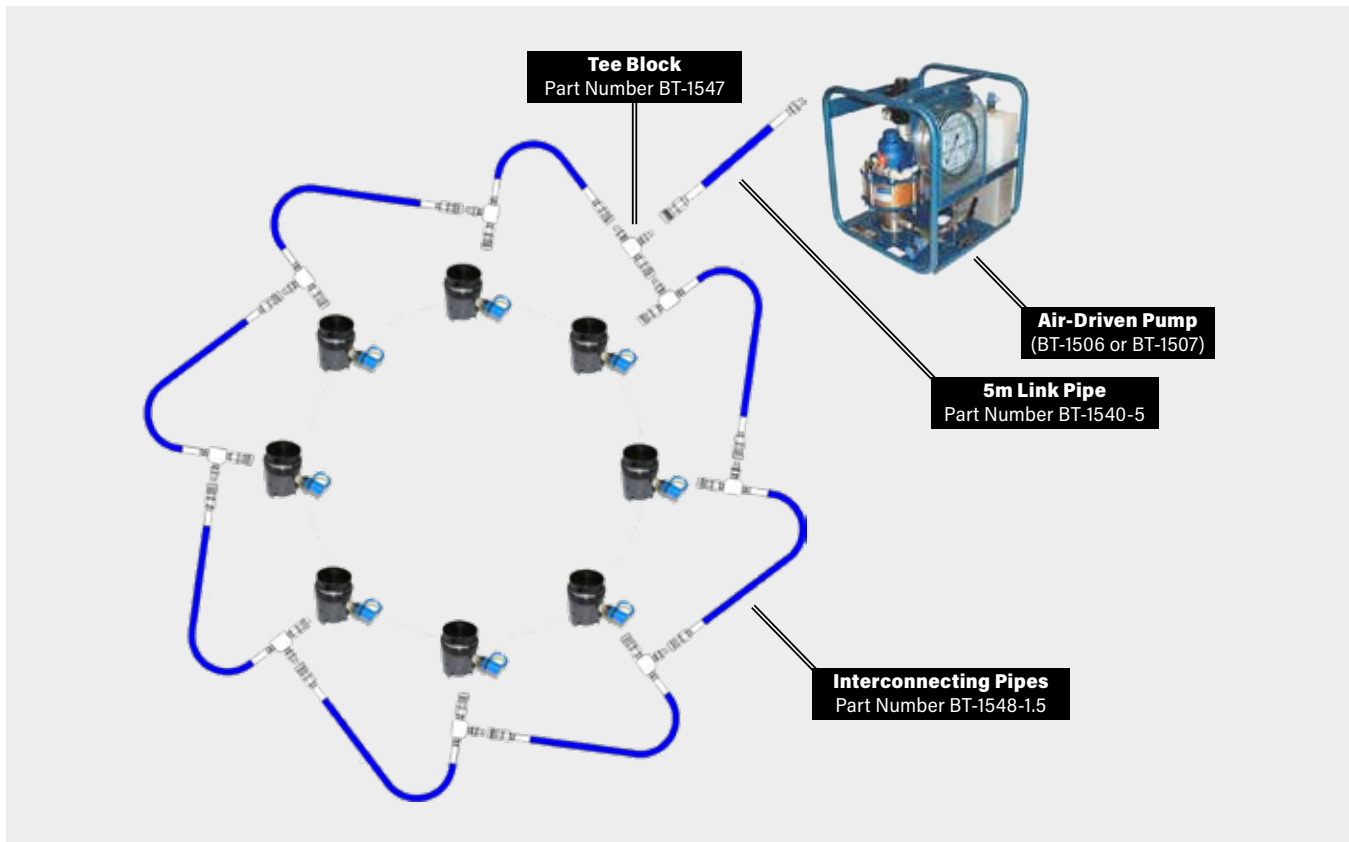 Tee Block
Part Number BT-1547
Air-Driven Pump
(BT-1506 or BT-1507)
5m Link Pipe
Part Number BT-1540-5
Interconnecting Pipes
Part Number BT-1548-1.5